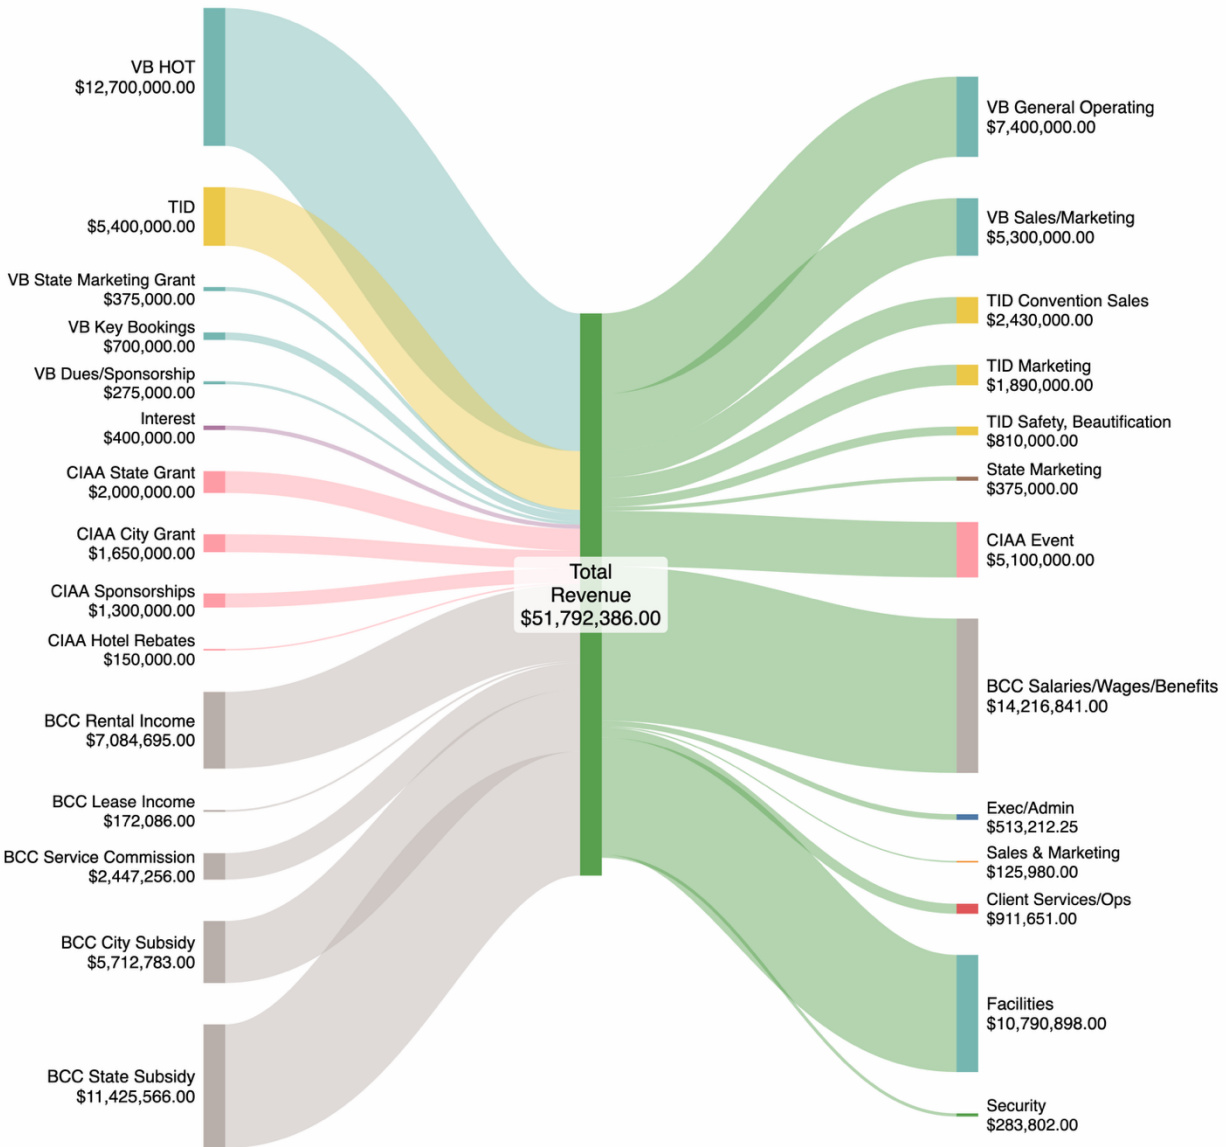 VB HOT
$12,700,000.00
TID
$5,400,000.00
VB State Marketing Grant
$375,000.00
VB Key Bookings
$700,000.00
VB Dues/Sponsorship
$275,000.00
Interest
$400,000.00
CIAA State Grant
$2,000,000.00
CIAA City Grant
$1,650,000.00
CIAA Sponsorships
$1,300,000.00
CIAA Hotel Rebates
$150,000.00
BCC Rental Income
$7,084,695.00
BCC Lease Income
$172,086.00
BCC Service Commission
$2,447,256.00
BCC City Subsidy
$5,712,783.00
BCC State Subsidy
$11,425,566.00
Total
Revenue
$51,792,386.00
VB General Operating
$7,400,000.00
VB Sales/Marketing
$5,300,000.00
TID Convention Sales
$2,430,000.00
TID Marketing
$1,890,000.00
TID Safety, Beautification
$810,000.00
State Marketing
$375,000.00
CIAA Event
$5,100,000.00
BCC Salaries/Wages/Benefits
$14,216,841.00
Exec/Admin
$513,212.25
Sales & Marketing
$125,980.00
Client Services/Ops
$911,651.00
Facilities
$10,790,898.00
Security
$283,802.00